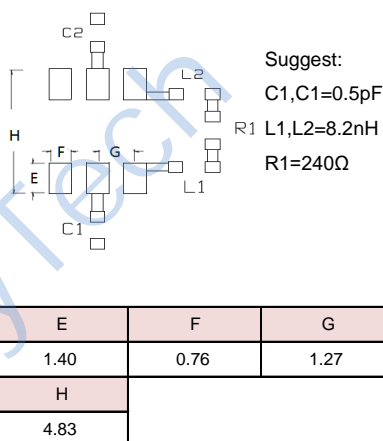 C2
L2
Suggest:
C1,C1=0.5pF
H
R1
L1,L2=8.2nH
F
G
R1=240Ω
E
L1
C1
yTech
E F G
1.40 0.76 1.27
H
4.83